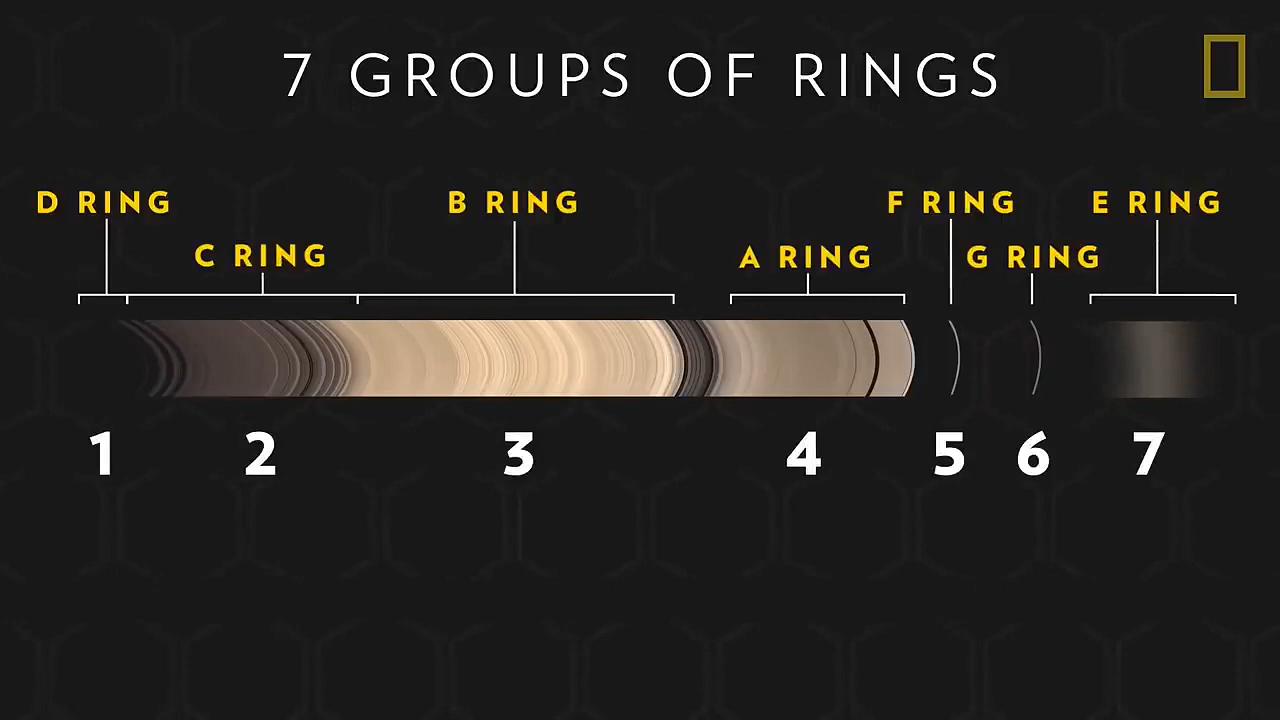 7 GROUPS OF RINGS
D RING
B RING
F RING
E RING
C RING
A RING
G RING
1
2
3
4
5
6
7